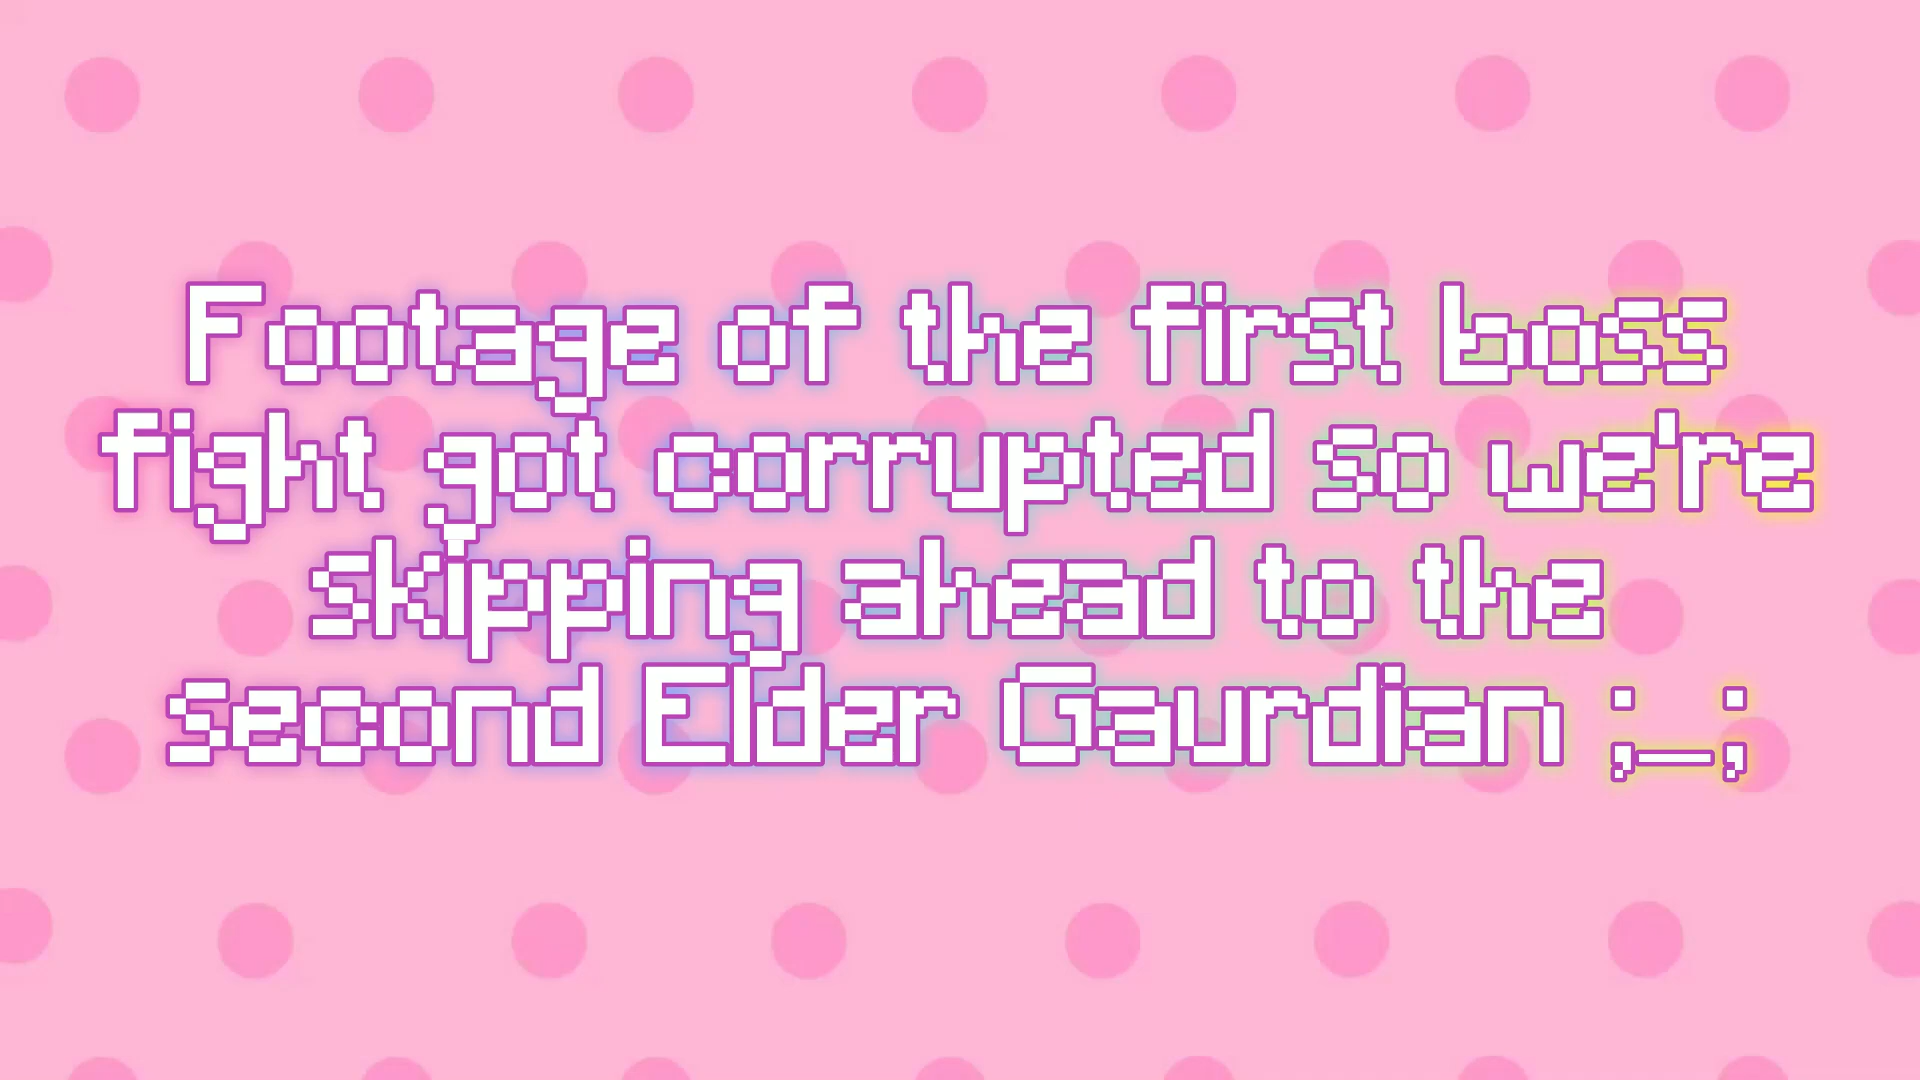 Footage of the first boss
fight got corrupted so we're
skipping ahead to the
second Elder Gaurdian ;_;